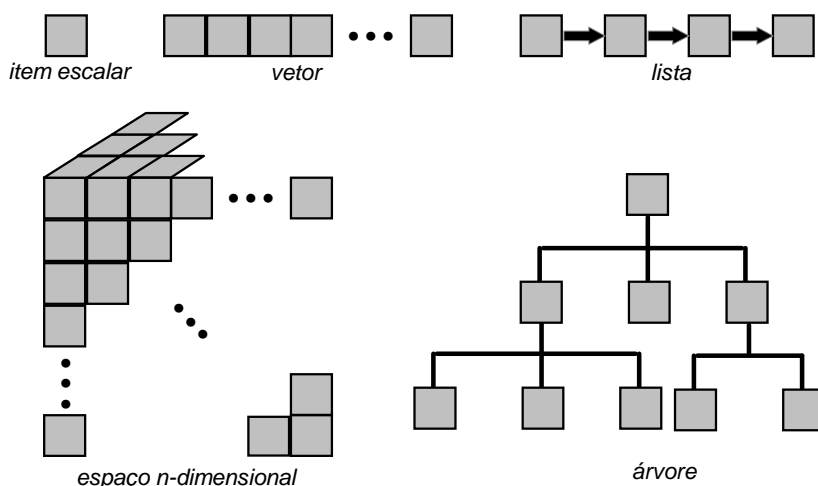 item escalar
vetor
lista
espaço n-dimensional
árvore